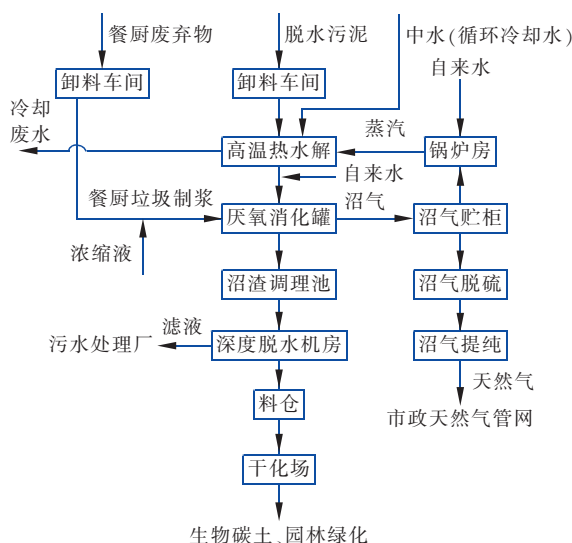 餐厨废弃物
脱水污泥
中水(循环冷却水)
自来水
卸料车间
卸料车间
冷却
废水
蒸汽
高温热水解
锅炉房
自来水
餐厨垃圾制浆
沼气
厌氧消化罐
沼气贮柜
浓缩液
沼渣调理池
沼气脱硫
滤液
污水处理厂
深度脱水机房
沼气提纯
天然气
料仓
市政天然气管网
干化场
生物碳土、园林绿化